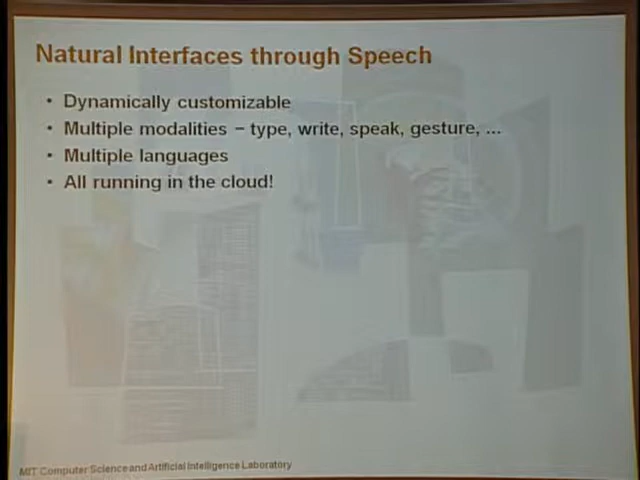 Natural Interfaces through Speech
• Dynamically customizable
• Multiple modalities – type, write, speak, gesture, ...
• Multiple languages
• All running in the cloud!
MIT Computer Science and Artificial Intelligence Laboratory